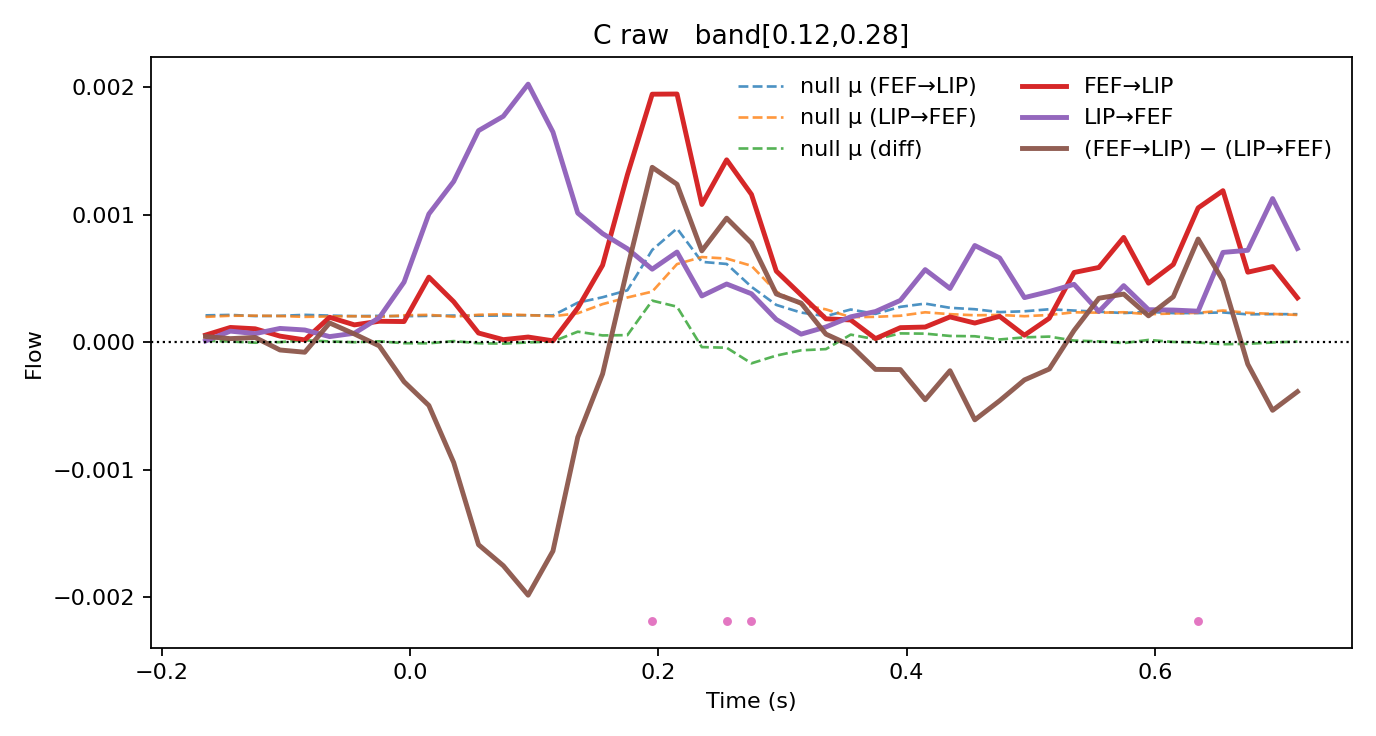 C raw band[0.12,0.28]
null μ (FEF→LIP)
null μ (LIP→FEF)
null μ (diff)
FEF→LIP
LIP→FEF
(FEF→LIP) − (LIP→FEF)
Flow
0.002
0.001
0.000
−0.001
−0.002
−0.2
0.0
0.2
0.4
0.6
Time (s)